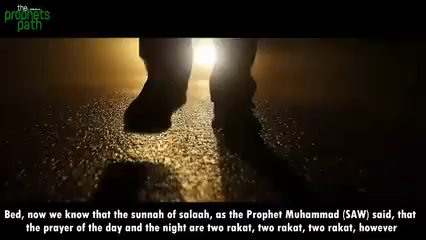 the
prophets
path
Bed, now we know that the sunnah of salaah, as the Prophet Muhammad (SAW) said, that
the prayer of the day and the night are two rakat, two rakat, two rakat, however